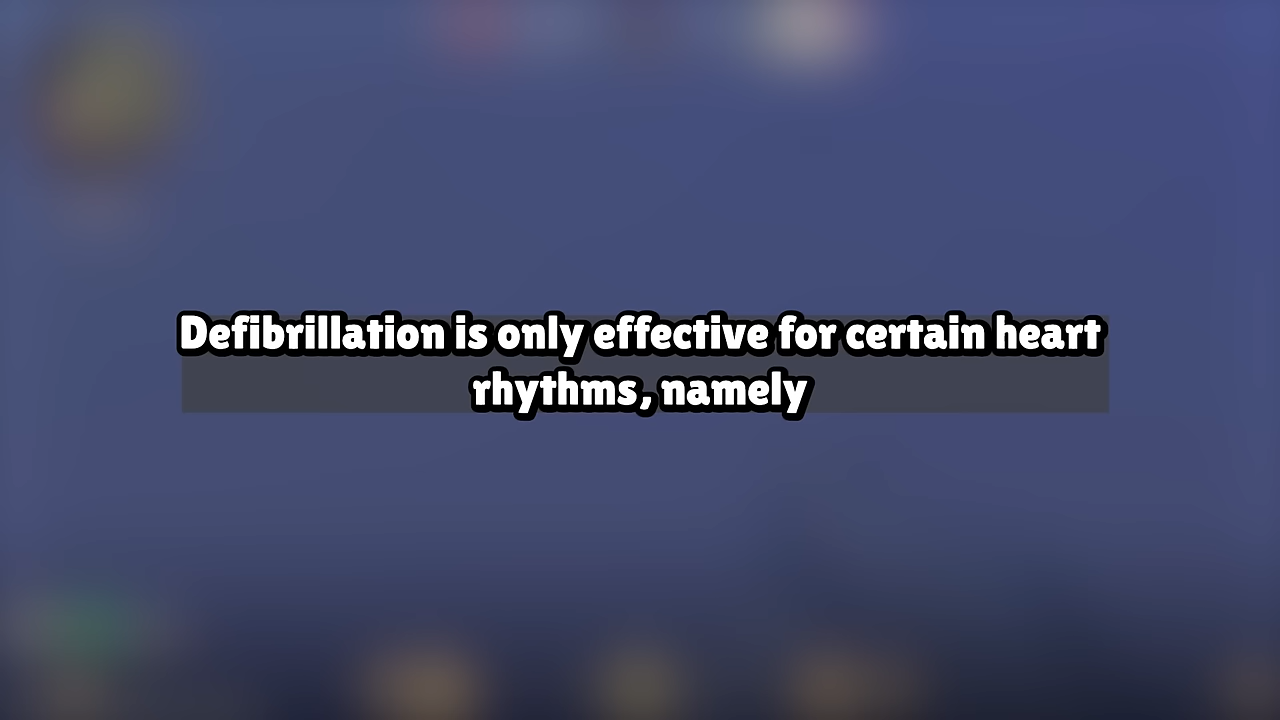 Defibrillation is only effective for certain heart
rhythms, namely